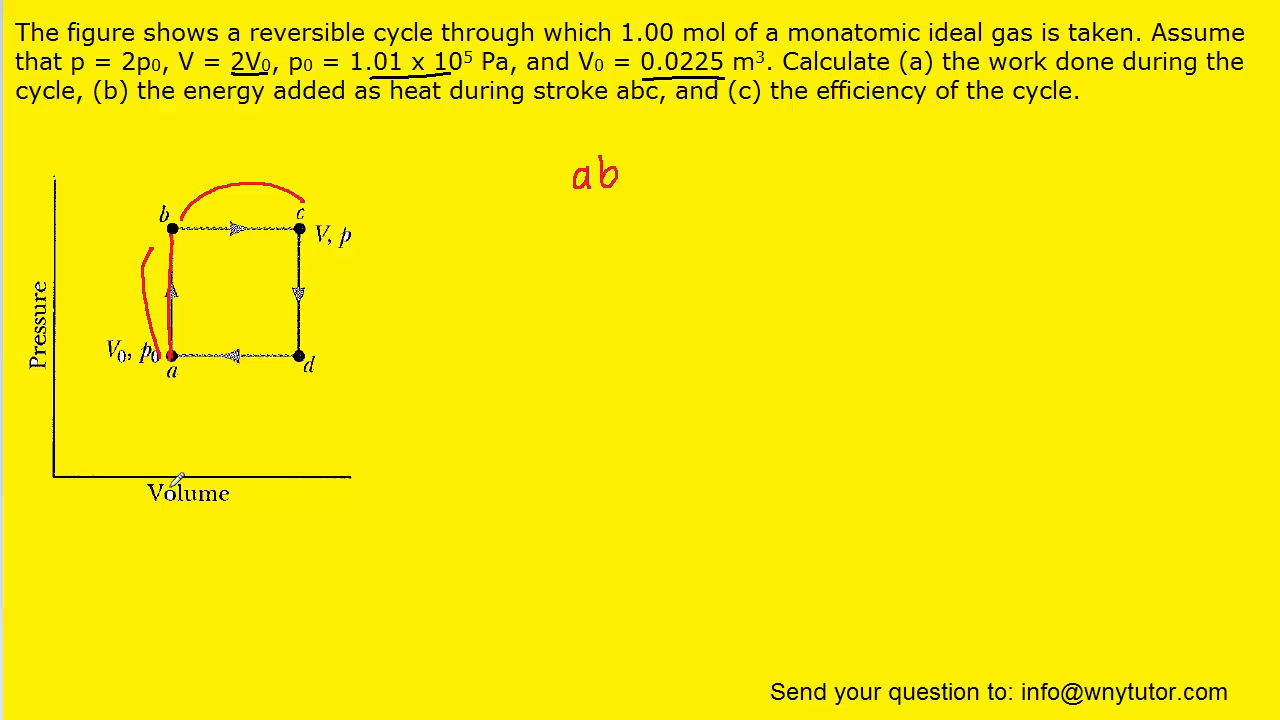 The figure shows a reversible cycle through which 1.00 mol of a monatomic ideal gas is taken. Assume
that p = 2p₀, V = 2V₀, p₀ = 1.01 x 10⁵ Pa, and V₀ = 0.0225 m³. Calculate (a) the work done during the
cycle, (b) the energy added as heat during stroke abc, and (c) the efficiency of the cycle.
ab
b
c
V, p
Pressure
V₀, p₀
a
d
Volume
Send your question to: info@wnytutor.com